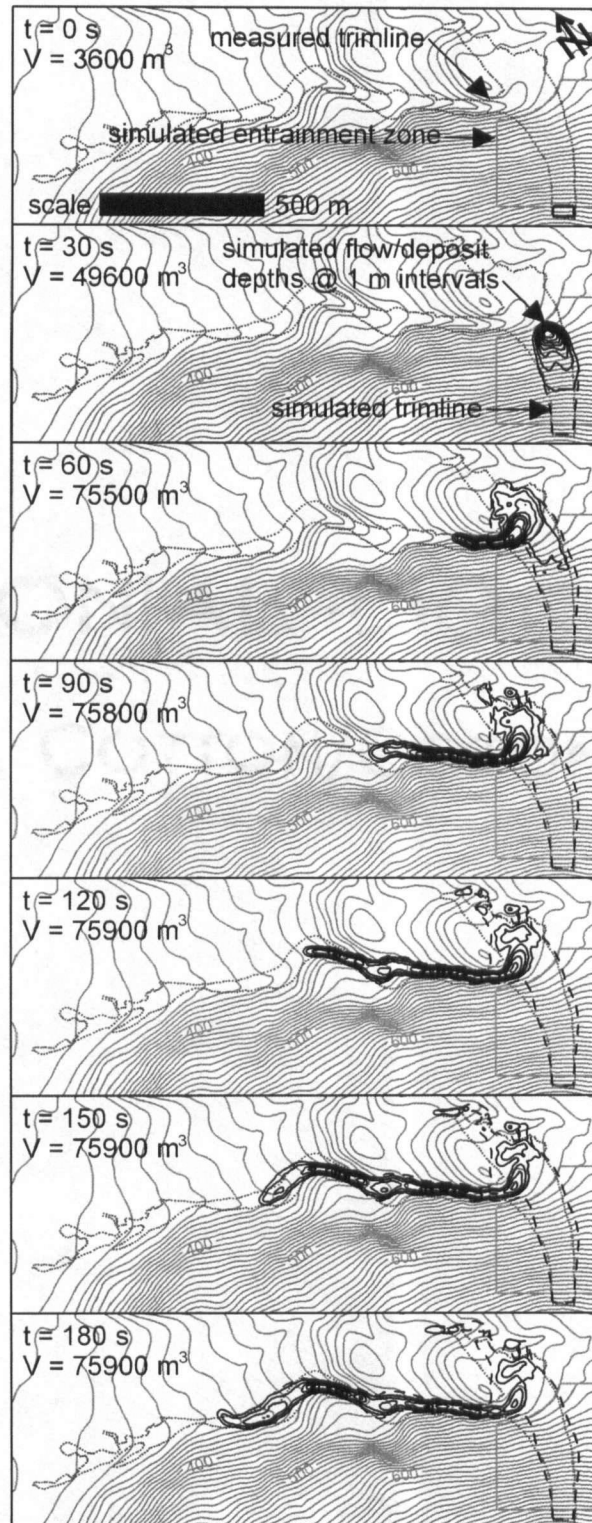 t = 0 s
V = 3600 m³
measured trimline
N
simulated entrainment zone
400
500
600
scale
500 m
t = 30 s
V = 49600 m³
simulated flow/deposit
depths @ 1 m intervals
400
500
600
simulated trimline
t = 60 s
V = 75500 m³
400
500
600
t = 90 s
V = 75800 m³
400
500
600
t = 120 s
V = 75900 m³
400
500
600
t = 150 s
V = 75900 m³
400
500
600
t = 180 s
V = 75900 m³
400
500
600